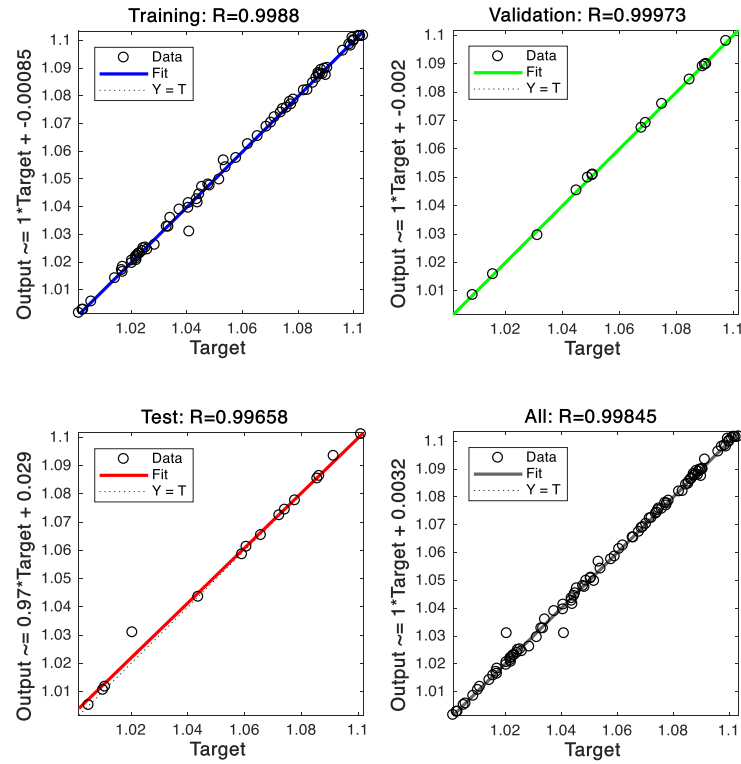 Training: R=0.9988
Output ~= 1*Target + -0.00085
1.1
1.09
1.08
1.07
1.06
1.05
1.04
1.03
1.02
1.01
Data
Fit
Y = T
1.02 1.04 1.06 1.08 1.1
Target
Validation: R=0.99973
Output ~= 1*Target + -0.002
1.1
1.09
1.08
1.07
1.06
1.05
1.04
1.03
1.02
1.01
Data
Fit
Y = T
1.02 1.04 1.06 1.08 1.1
Target
Test: R=0.99658
Output ~= 0.97*Target + 0.029
1.1
1.09
1.08
1.07
1.06
1.05
1.04
1.03
1.02
1.01
Data
Fit
Y = T
1.02 1.04 1.06 1.08 1.1
Target
All: R=0.99845
Output ~= 1*Target + 0.0032
1.1
1.09
1.08
1.07
1.06
1.05
1.04
1.03
1.02
1.01
Data
Fit
Y = T
1.02 1.04 1.06 1.08 1.1
Target